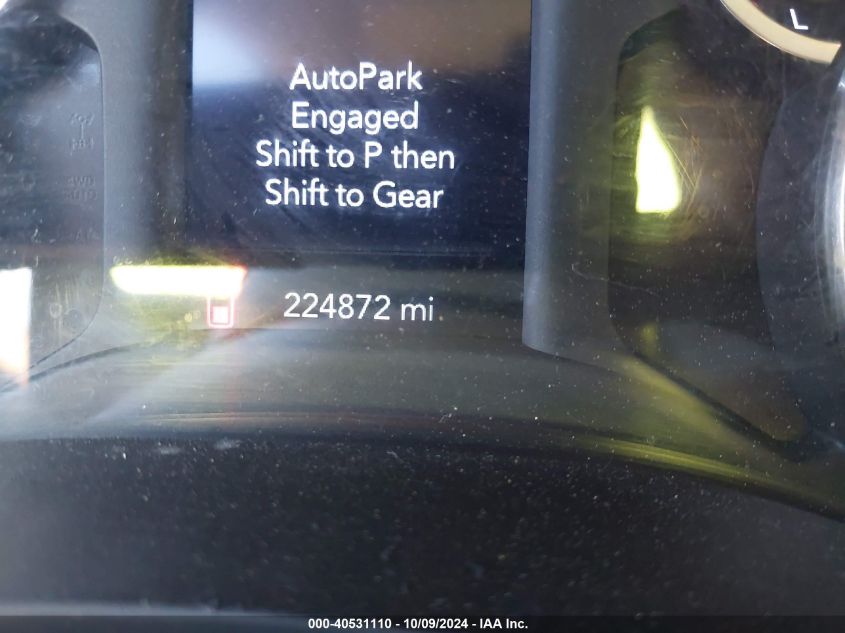 L
AutoPark
Engaged
Shift to P then
Shift to Gear
224872 mi
000-40531110 - 10/09/2024 - IAA Inc.